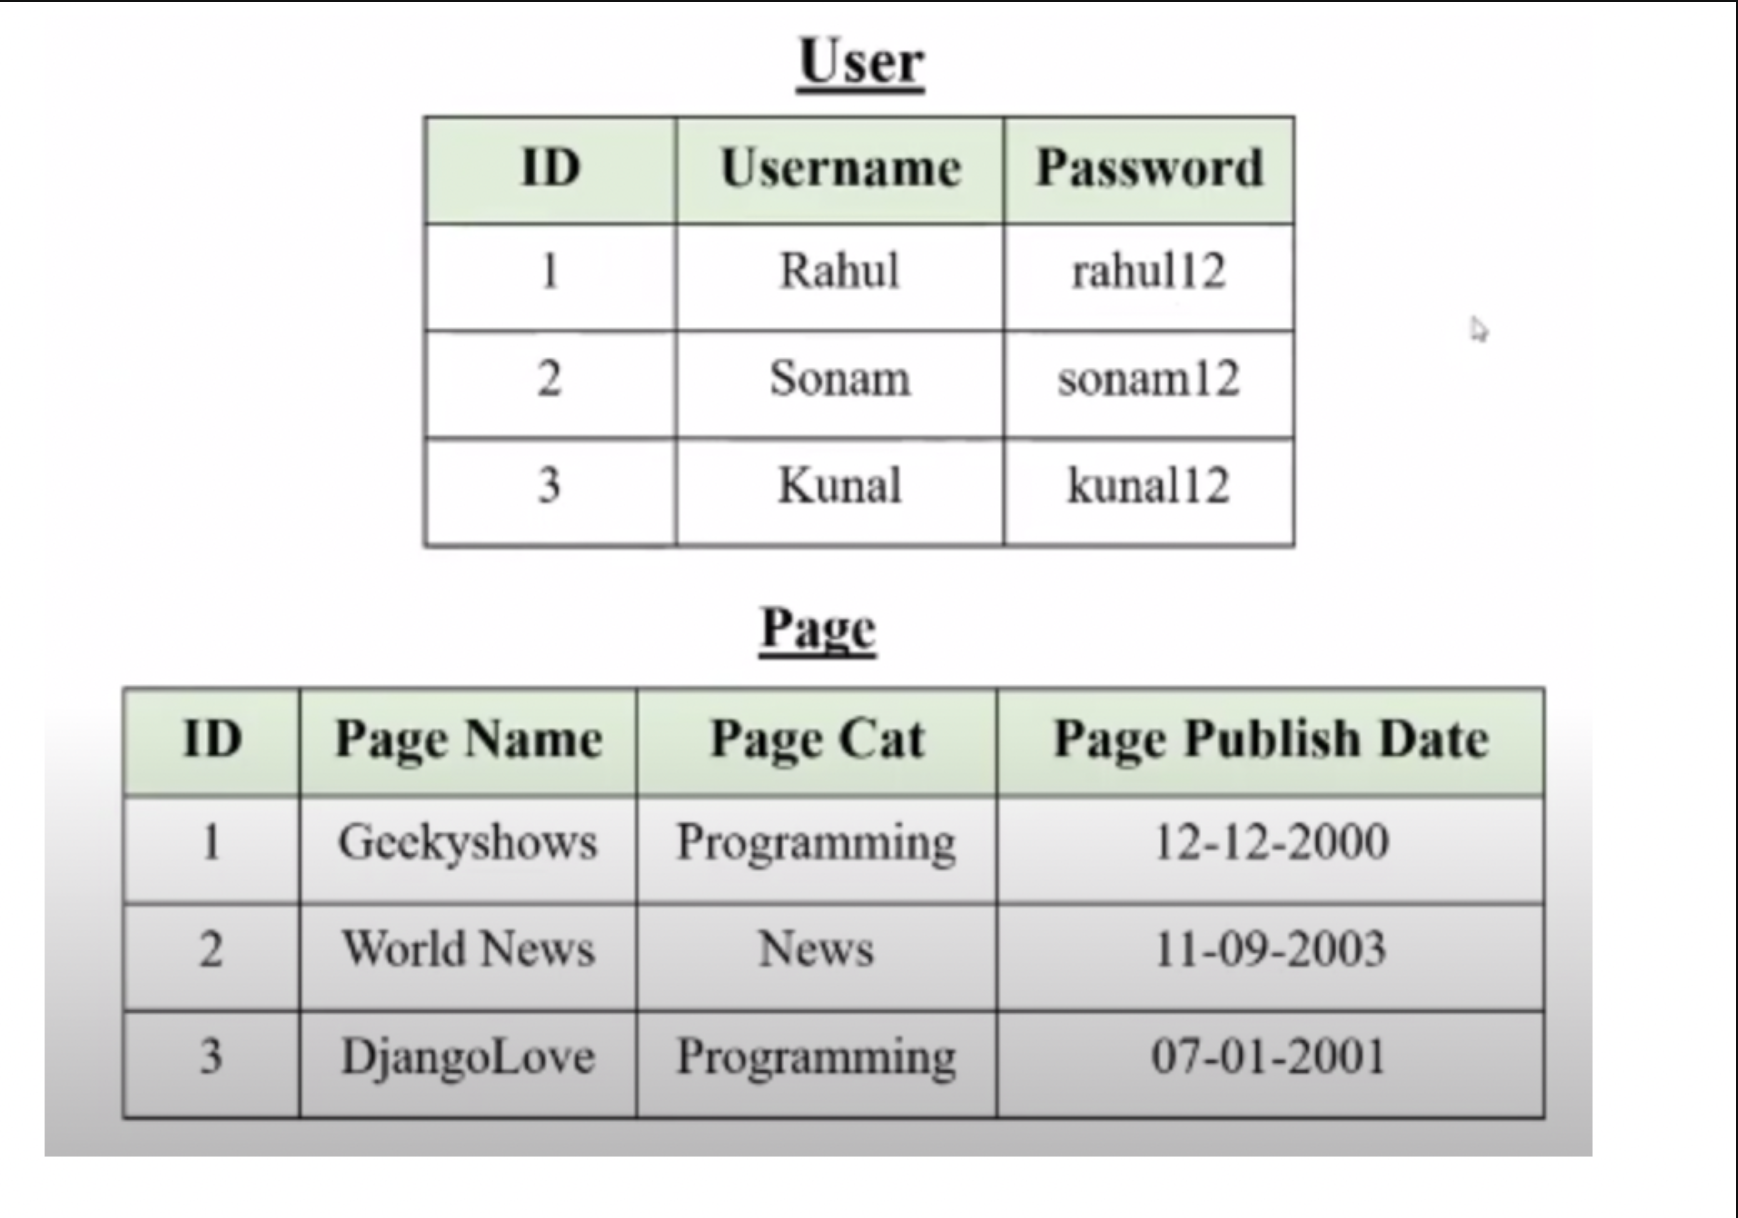 User
ID Username Password
1 Rahul rahul12
2 Sonam sonam12
3 Kunal kunal12
Page
ID Page Name Page Cat Page Publish Date
1 Geekyshows Programming 12-12-2000
2 World News News 11-09-2003
3 DjangoLove Programming 07-01-2001